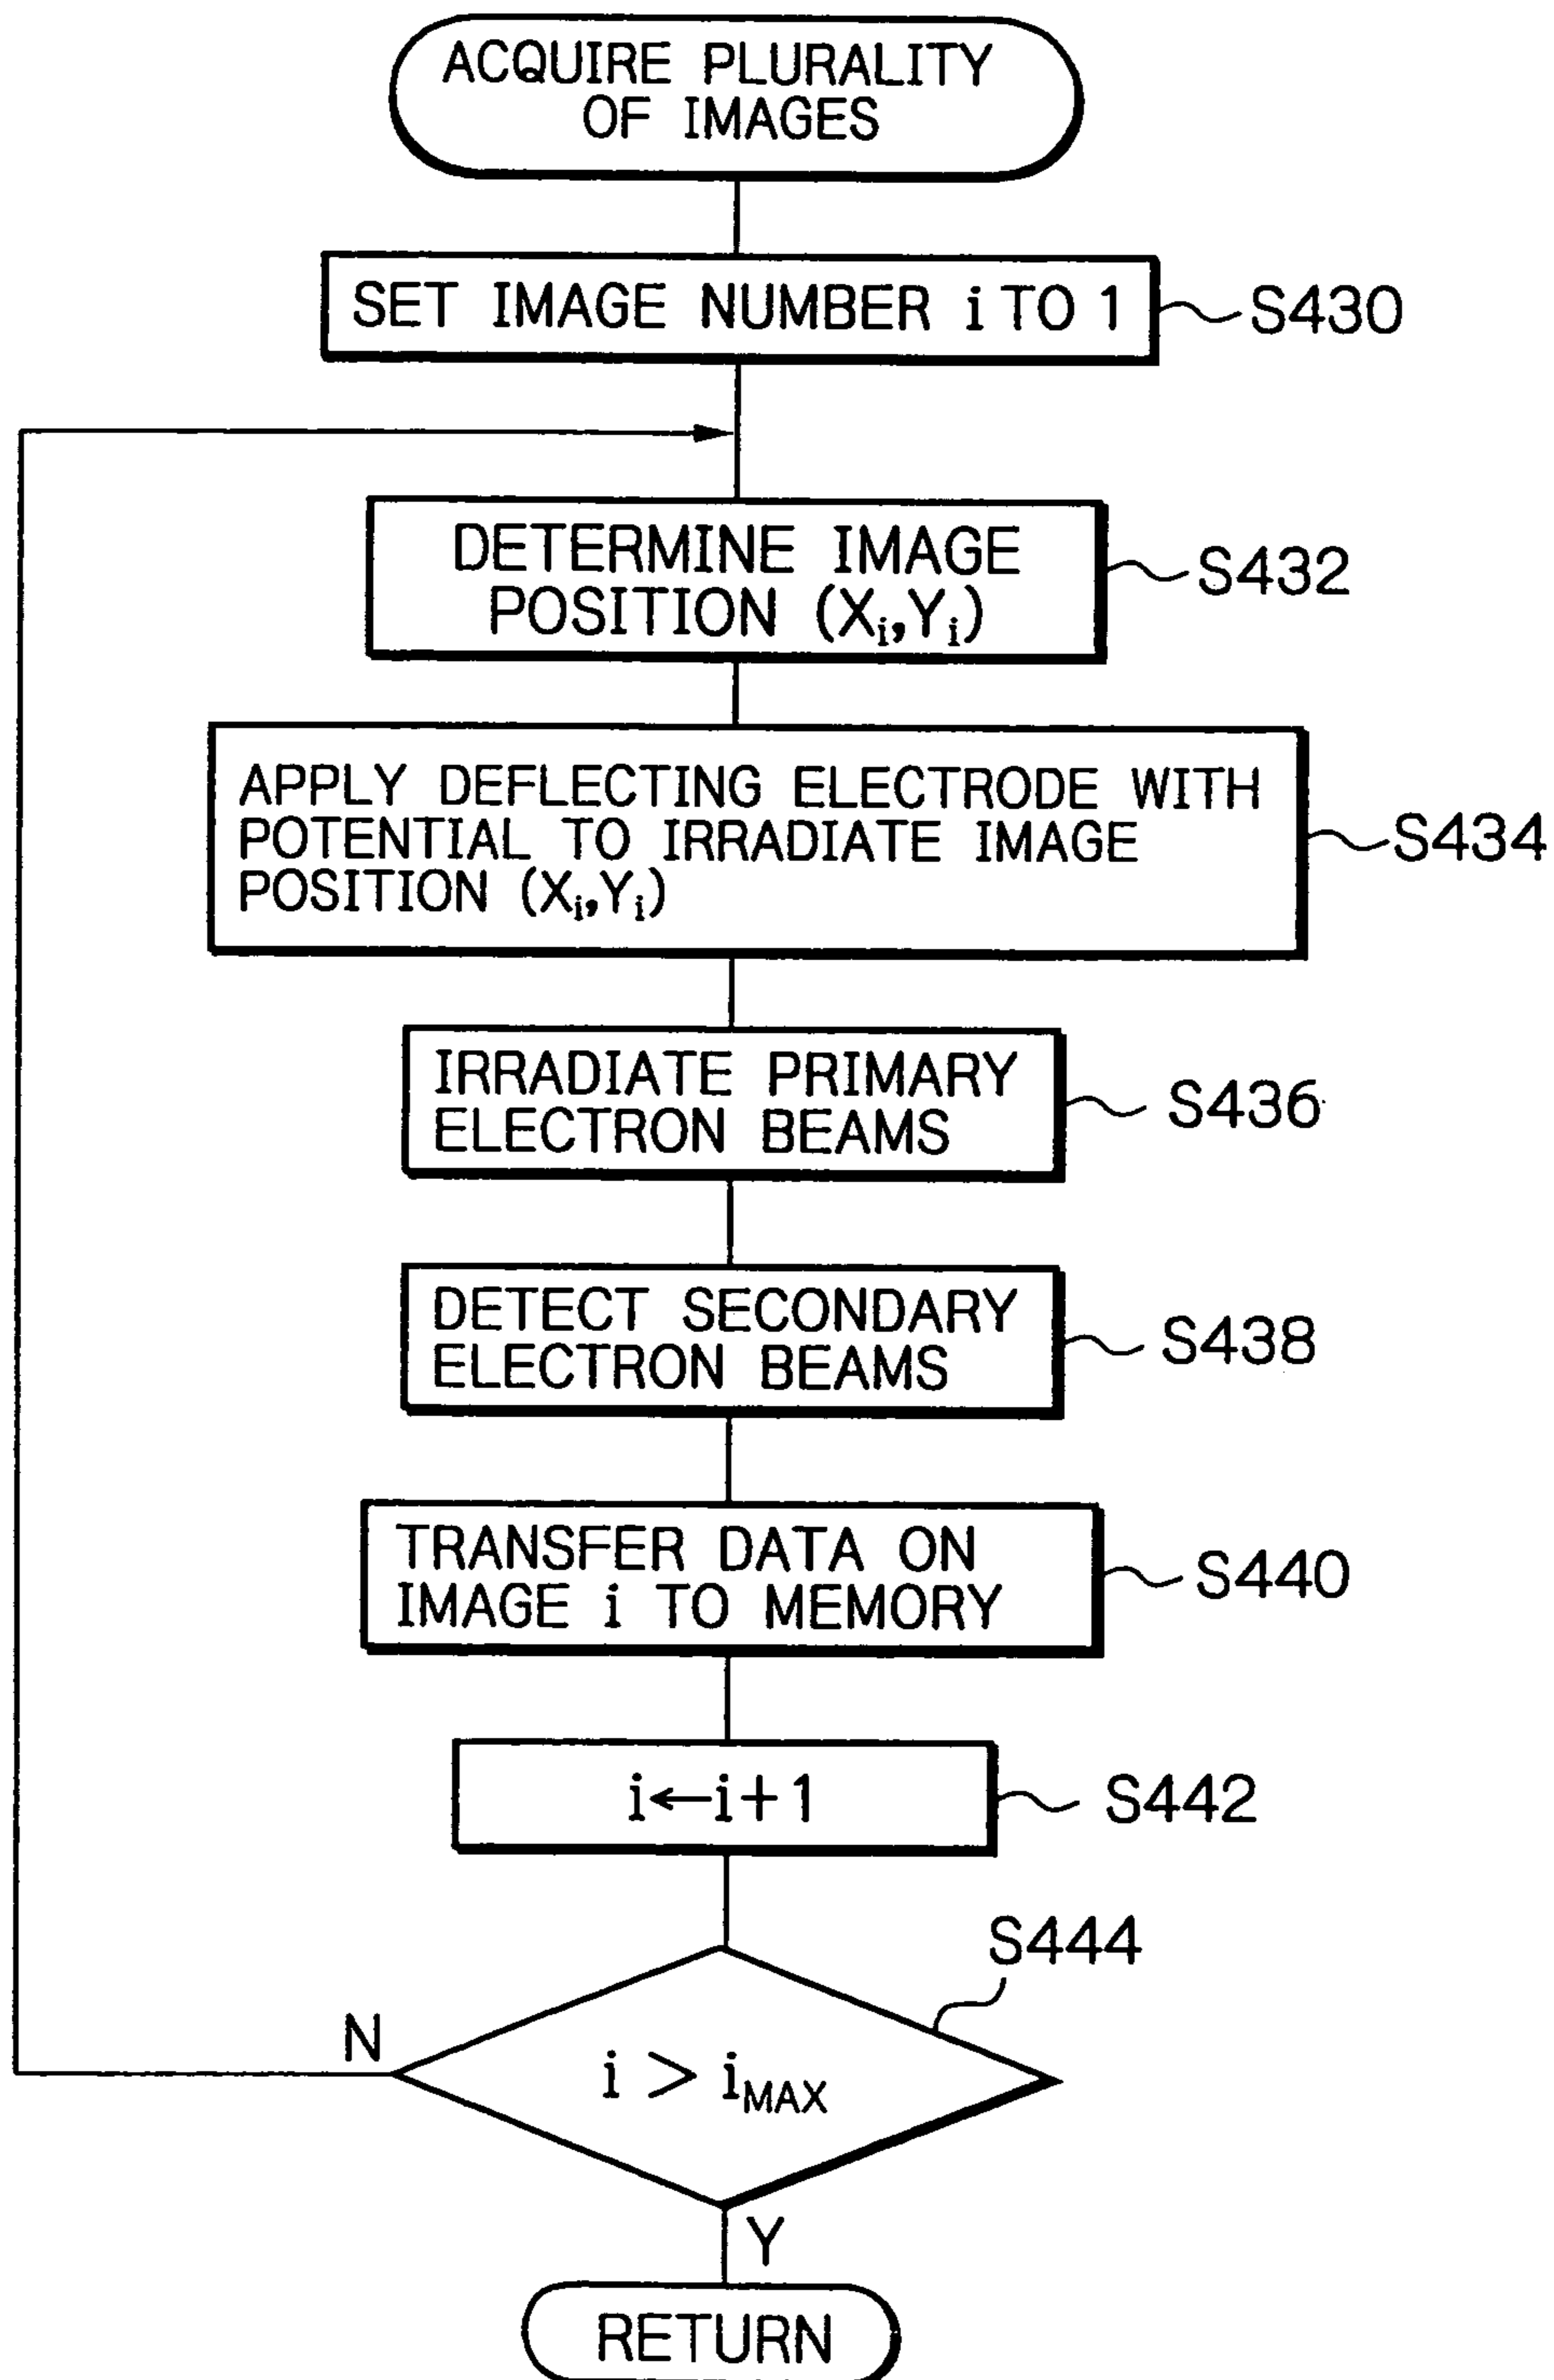 ACQUIRE PLURALITY
OF IMAGES
SET IMAGE NUMBER i TO 1
S430
DETERMINE IMAGE
POSITION (Xi,Yi)
S432
APPLY DEFLECTING ELECTRODE WITH
POTENTIAL TO IRRADIATE IMAGE
POSITION (Xi,Yi)
S434
IRRADIATE PRIMARY
ELECTRON BEAMS
S436
DETECT SECONDARY
ELECTRON BEAMS
S438
TRANSFER DATA ON
IMAGE i TO MEMORY
S440
i←i+1
S442
S444
N
i > iMAX
Y
RETURN